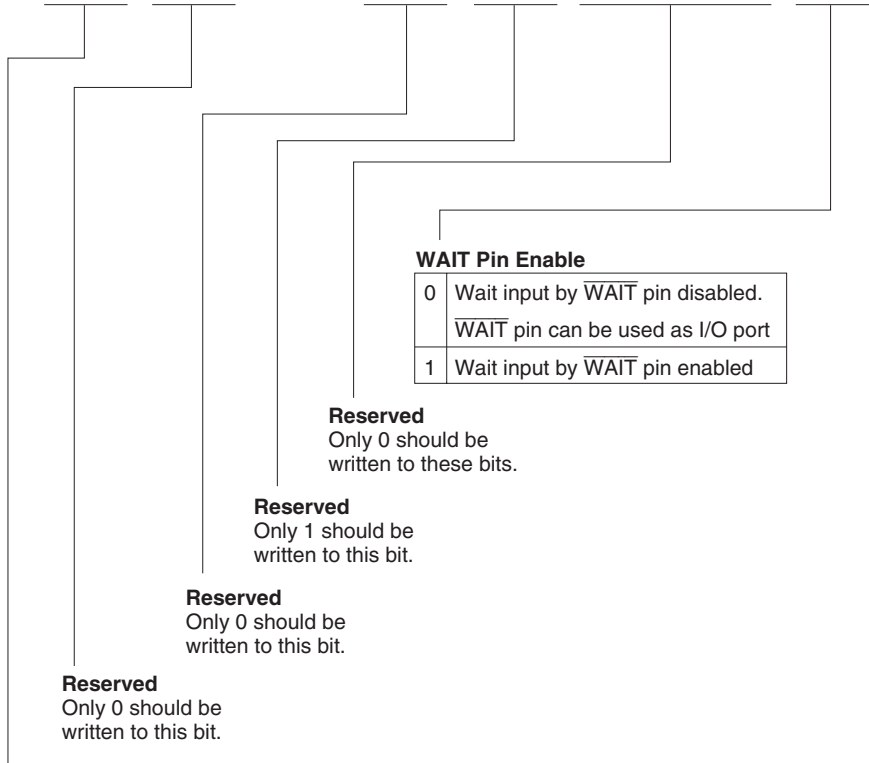 WAIT Pin Enable
0 Wait input by WAIT pin disabled.
WAIT pin can be used as I/O port
1 Wait input by WAIT pin enabled
Reserved
Only 0 should be
written to these bits.
Reserved
Only 1 should be
written to this bit.
Reserved
Only 0 should be
written to this bit.
Reserved
Only 0 should be
written to this bit.